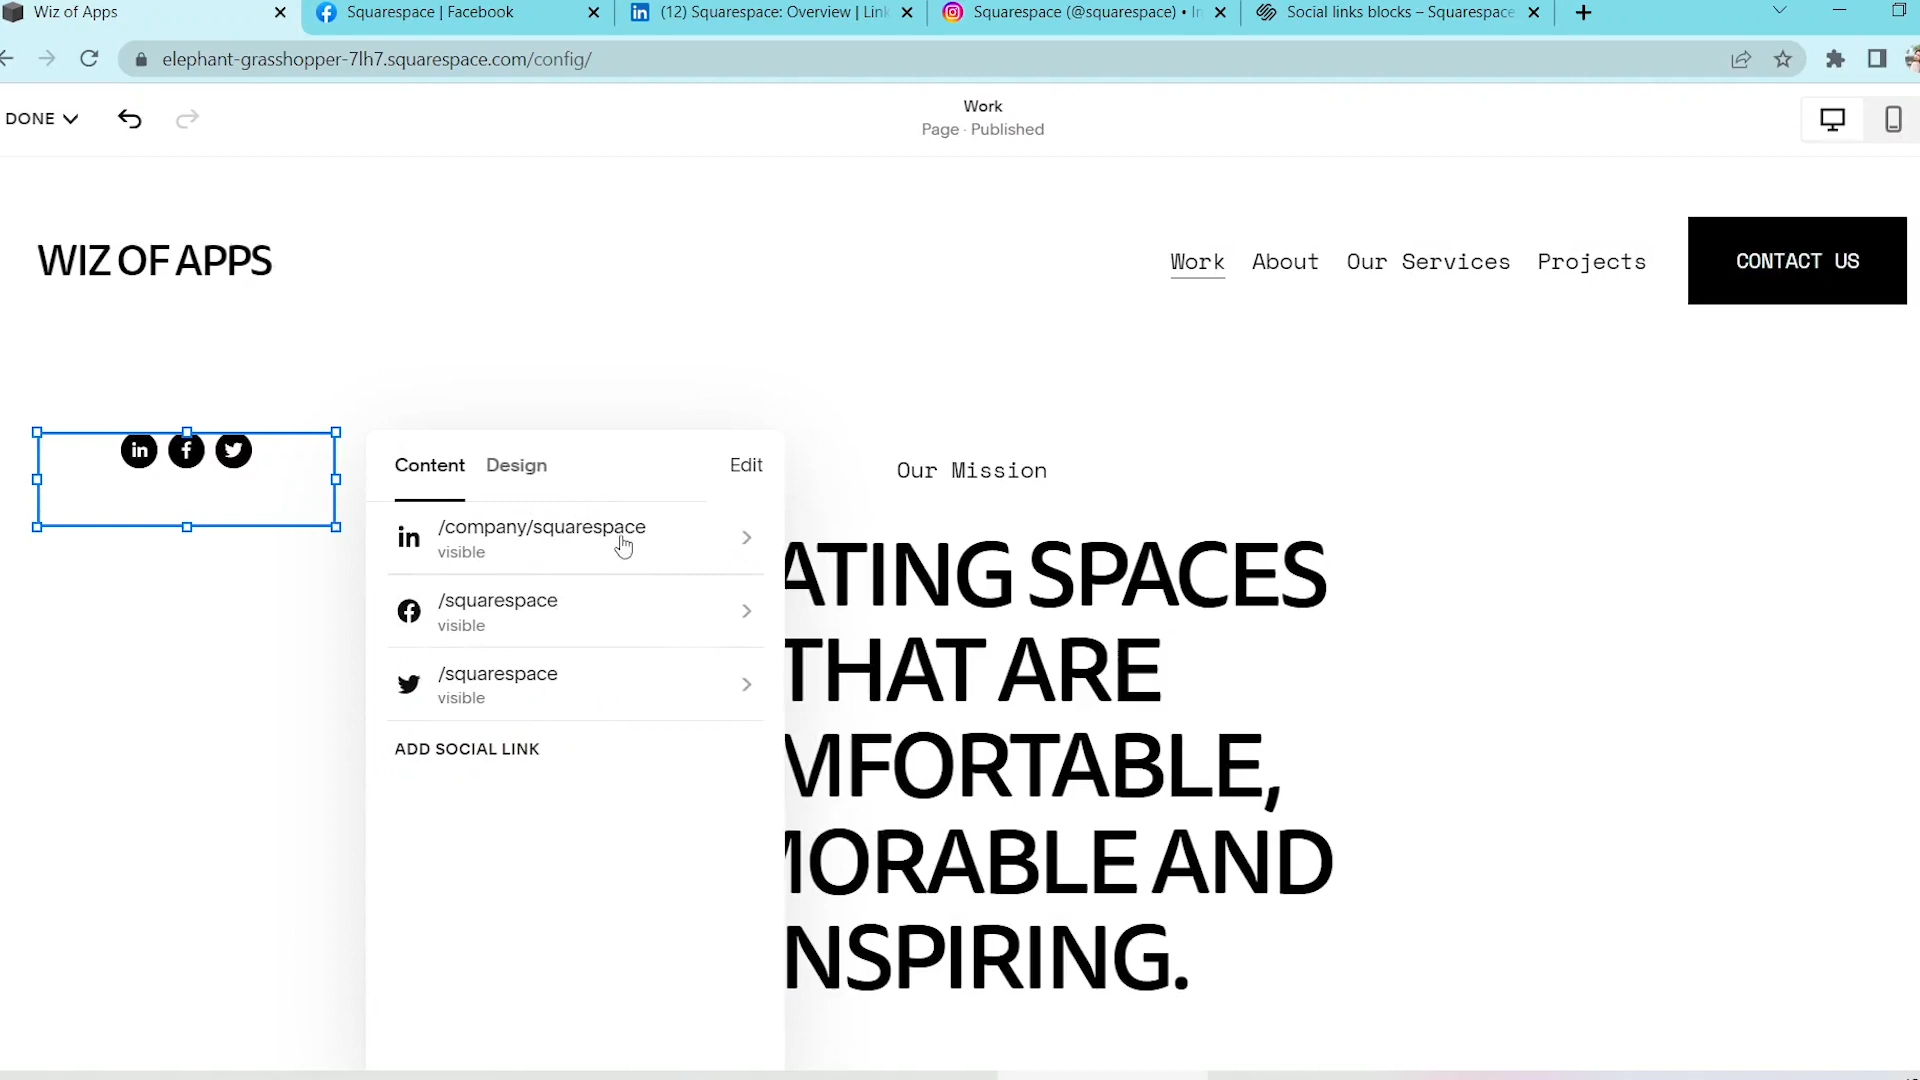 Wiz of Apps
Squarespace | Facebook
(12) Squarespace: Overview | Link
Squarespace (@squarespace) • In
Social links blocks – Squarespace
elephant-grasshopper-7lh7.squarespace.com/config/
DONE
Work
Page · Published
WIZ OF APPS
Work
About
Our Services
Projects
CONTACT US
Content
Design
Edit
/company/squarespace
visible
/squarespace
visible
/squarespace
visible
ADD SOCIAL LINK
Our Mission
ATING SPACES
THAT ARE
MFORTABLE,
MORABLE AND
INSPIRING.